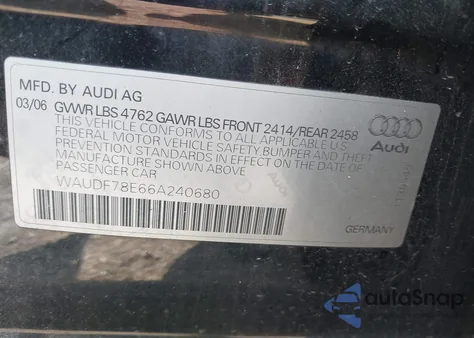 MFD. BY AUDI AG
03/06 GVWR LBS 4762 GAWR LBS FRONT 2414/REAR 2458
THIS VEHICLE CONFORMS TO ALL APPLICABLE
FEDERAL MOTOR VEHICLE SAFETY BUMPER AND THEFT
PREVENTION STANDARDS IN EFFECT ON THE DATE
OF MANUFACTURE SHOWN ABOVE
PASSENGER CAR
WAUDF78E66A240680
Audi
GERMANY
autoSnap